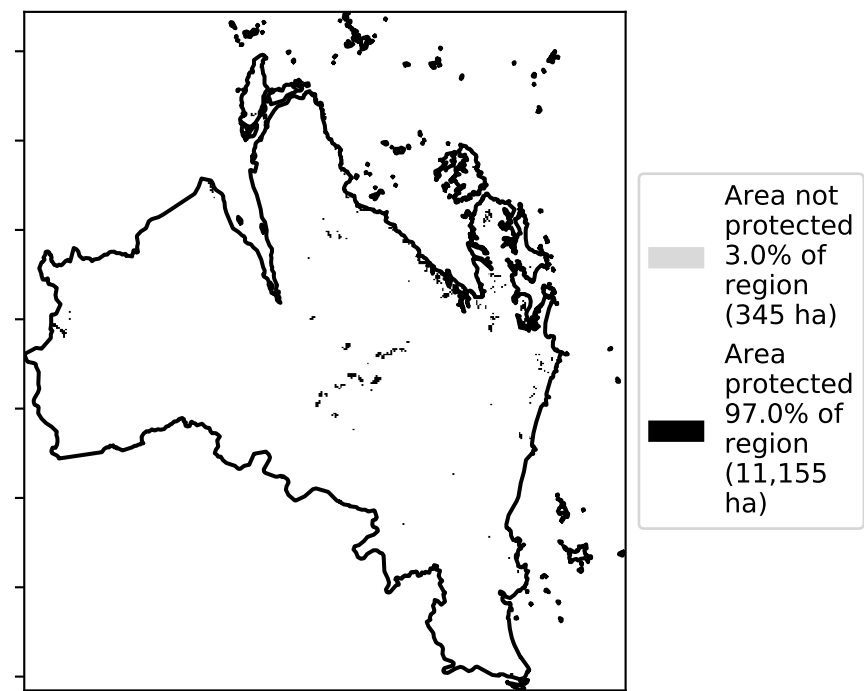 Area not
protected
3.0% of
region
(345 ha)
Area
protected
97.0% of
region
(11,155
ha)